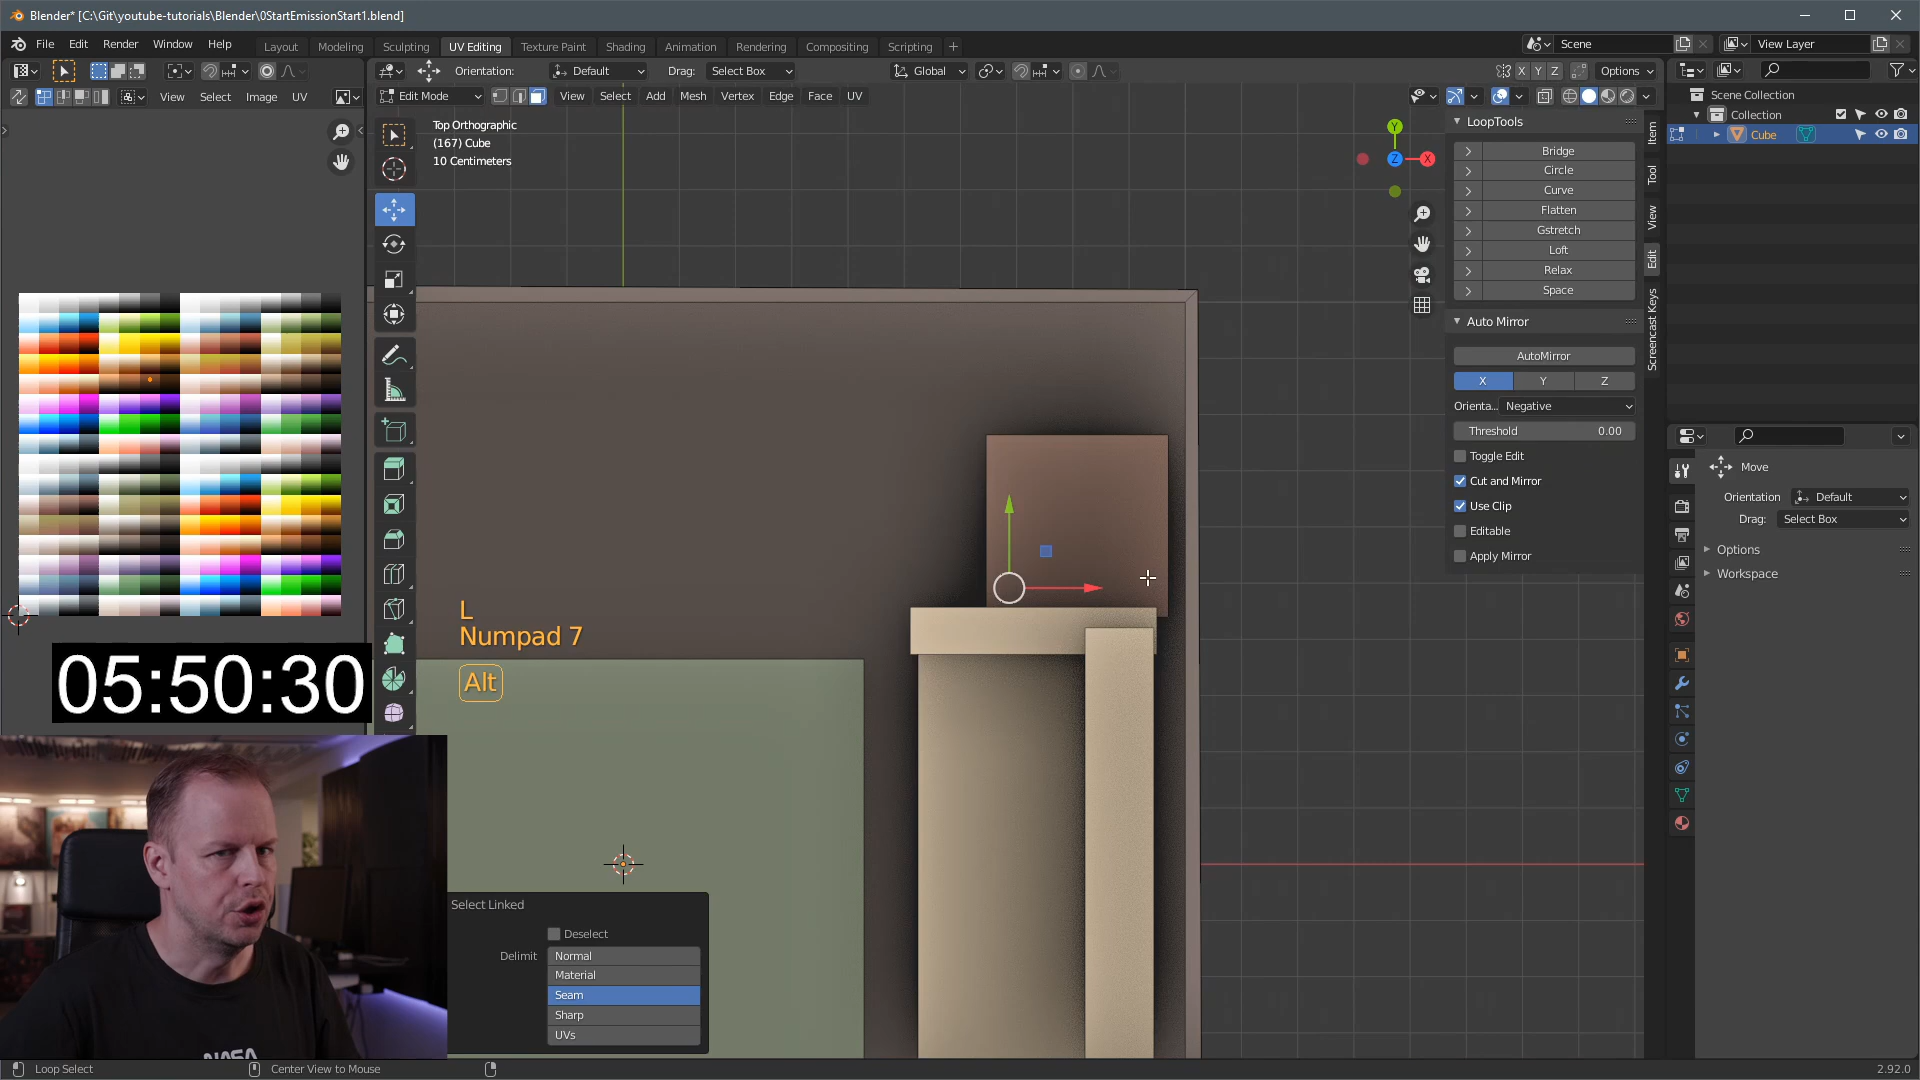 Blender* [C:\Git\youtube-tutorials\Blender\0StartEmissionStart1.blend]
File Edit Render Window Help
Layout Modeling Sculpting UV Editing Texture Paint Shading Animation Rendering Compositing Scripting +
Scene
View Layer
Orientation: Default Drag: Select Box
Global
X Y Z Options
View Select Image UV
Edit Mode View Select Add Mesh Vertex Edge Face UV
Top Orthographic
(167) Cube
10 Centimeters
Y
Z
X
LoopTools
Bridge
Circle
Curve
Flatten
Gstretch
Loft
Relax
Space
Auto Mirror
AutoMirror
X Y Z
Orienta... Negative
Threshold 0.00
Toggle Edit
Cut and Mirror
Use Clip
Editable
Apply Mirror
Item
Tool
View
Edit
Screencast Keys
Scene Collection
Collection
Cube
Move
Orientation Default
Drag: Select Box
Options
Workspace
L
Numpad 7
Alt
05:50:30
Select Linked
Deselect
Delimit Normal
Material
Seam
Sharp
UVs
NASA
Loop Select
Center View to Mouse
2.92.0